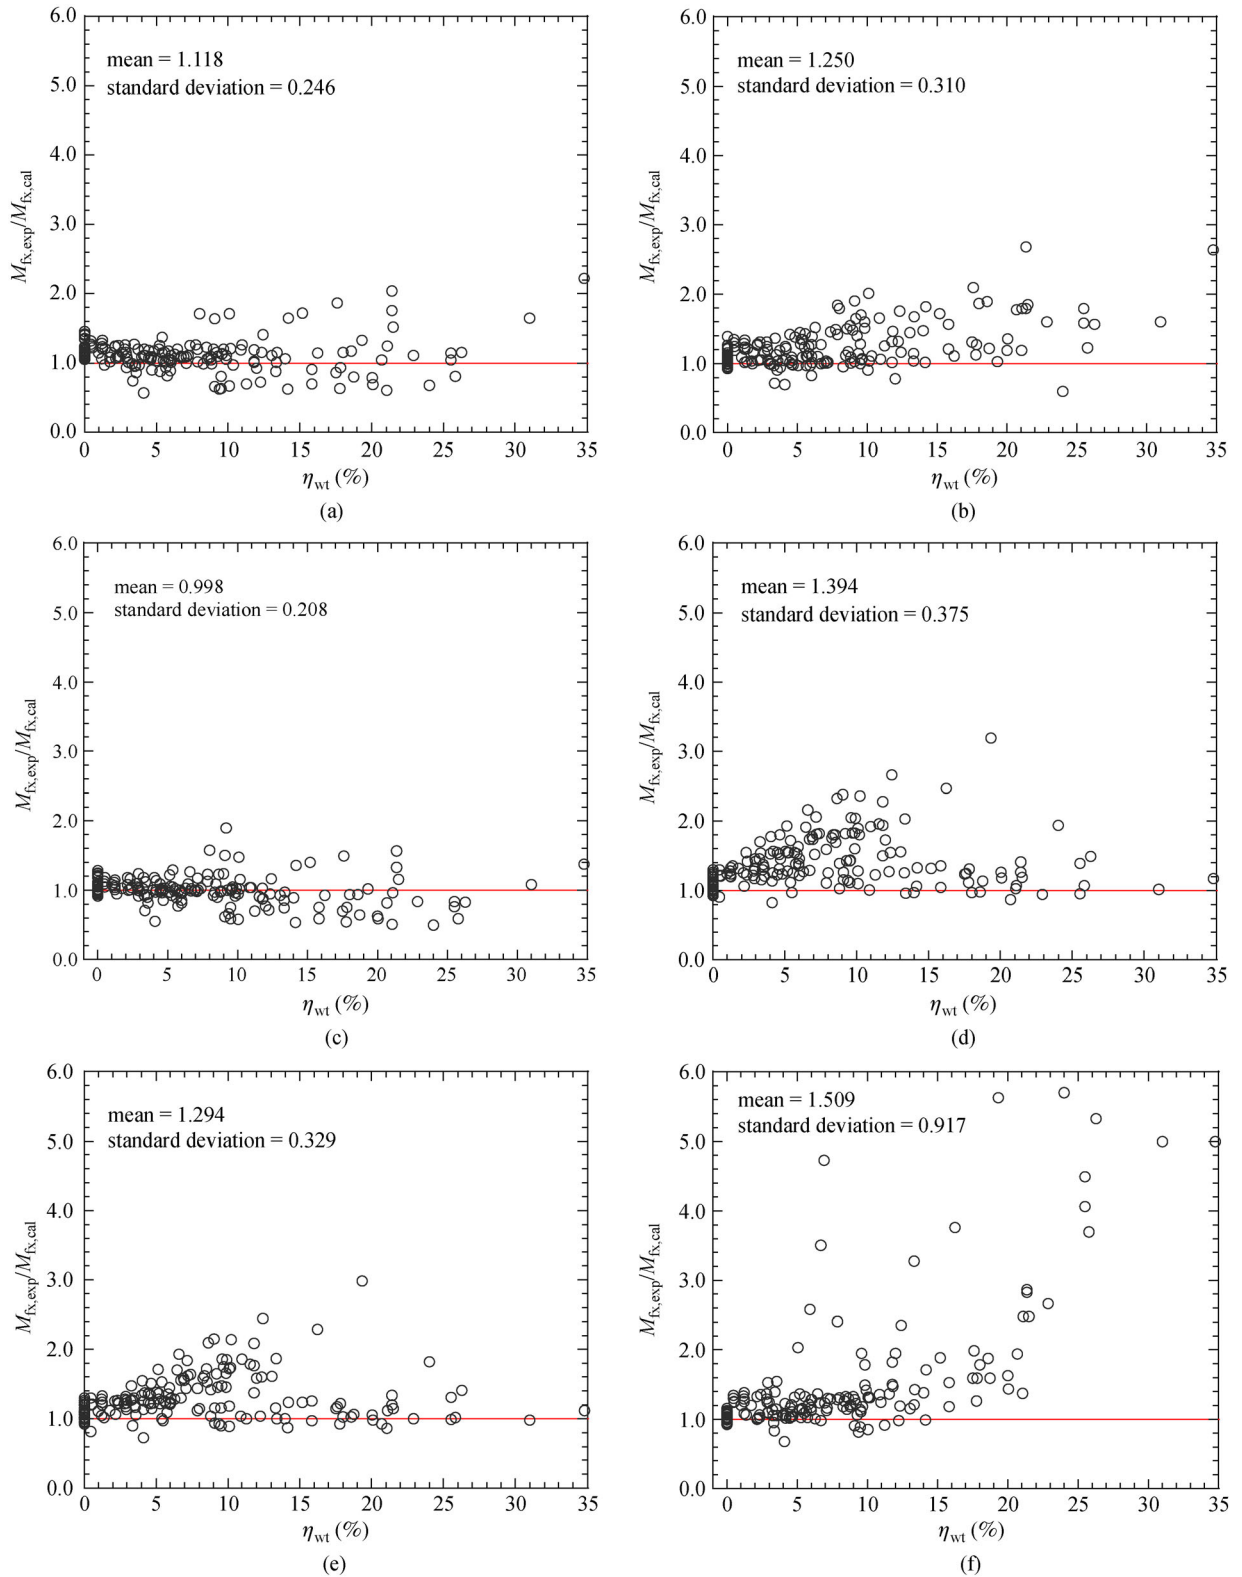 6.0
5.0
4.0
3.0
2.0
1.0
0.0
mean = 1.118
standard deviation = 0.246
M_fx,exp/M_fx,cal
0 5 10 15 20 25 30 35
η_wt (%)
(a)
6.0
5.0
4.0
3.0
2.0
1.0
0.0
mean = 1.250
standard deviation = 0.310
M_fx,exp/M_fx,cal
0 5 10 15 20 25 30 35
η_wt (%)
(b)
6.0
5.0
4.0
3.0
2.0
1.0
0.0
mean = 0.998
standard deviation = 0.208
M_fx,exp/M_fx,cal
0 5 10 15 20 25 30 35
η_wt (%)
(c)
6.0
5.0
4.0
3.0
2.0
1.0
0.0
mean = 1.394
standard deviation = 0.375
M_fx,exp/M_fx,cal
0 5 10 15 20 25 30 35
η_wt (%)
(d)
6.0
5.0
4.0
3.0
2.0
1.0
0.0
mean = 1.294
standard deviation = 0.329
M_fx,exp/M_fx,cal
0 5 10 15 20 25 30 35
η_wt (%)
(e)
6.0
5.0
4.0
3.0
2.0
1.0
0.0
mean = 1.509
standard deviation = 0.917
M_fx,exp/M_fx,cal
0 5 10 15 20 25 30 35
η_wt (%)
(f)